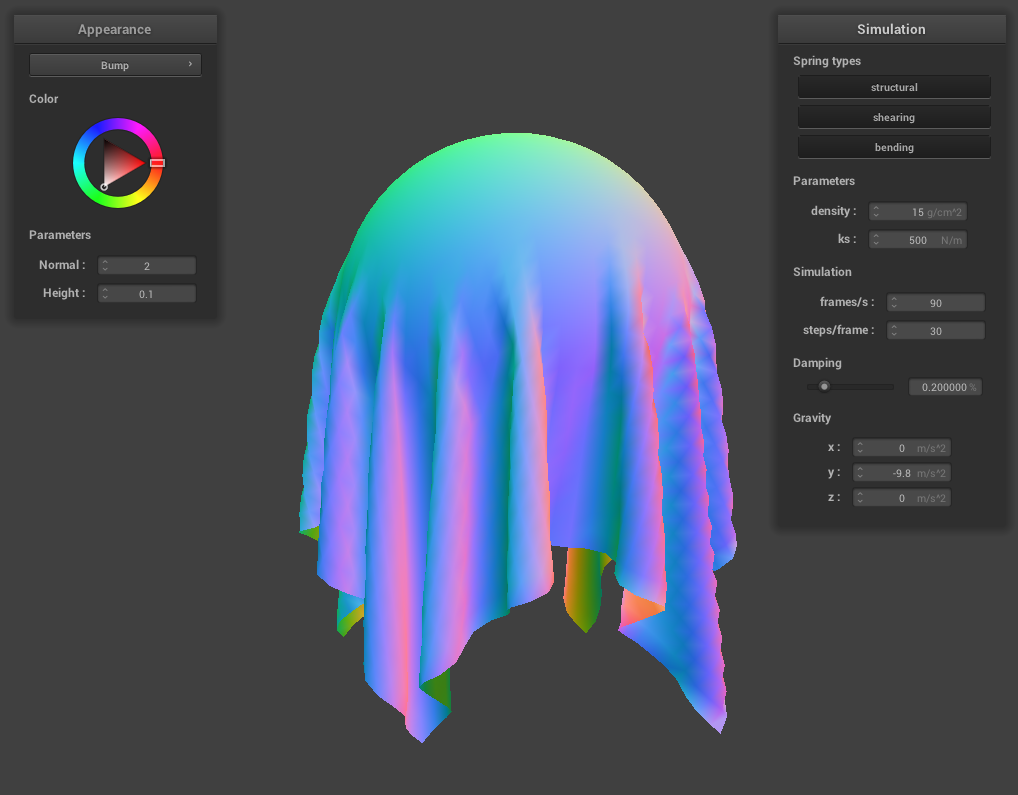 Appearance
Bump ›
Color
Parameters
Normal : 2
Height : 0.1
Simulation
Spring types
structural
shearing
bending
Parameters
density : 15 g/cm^2
ks : 500 N/m
Simulation
frames/s : 90
steps/frame : 30
Damping
0.200000 %
Gravity
x : 0 m/s^2
y : -9.8 m/s^2
z : 0 m/s^2